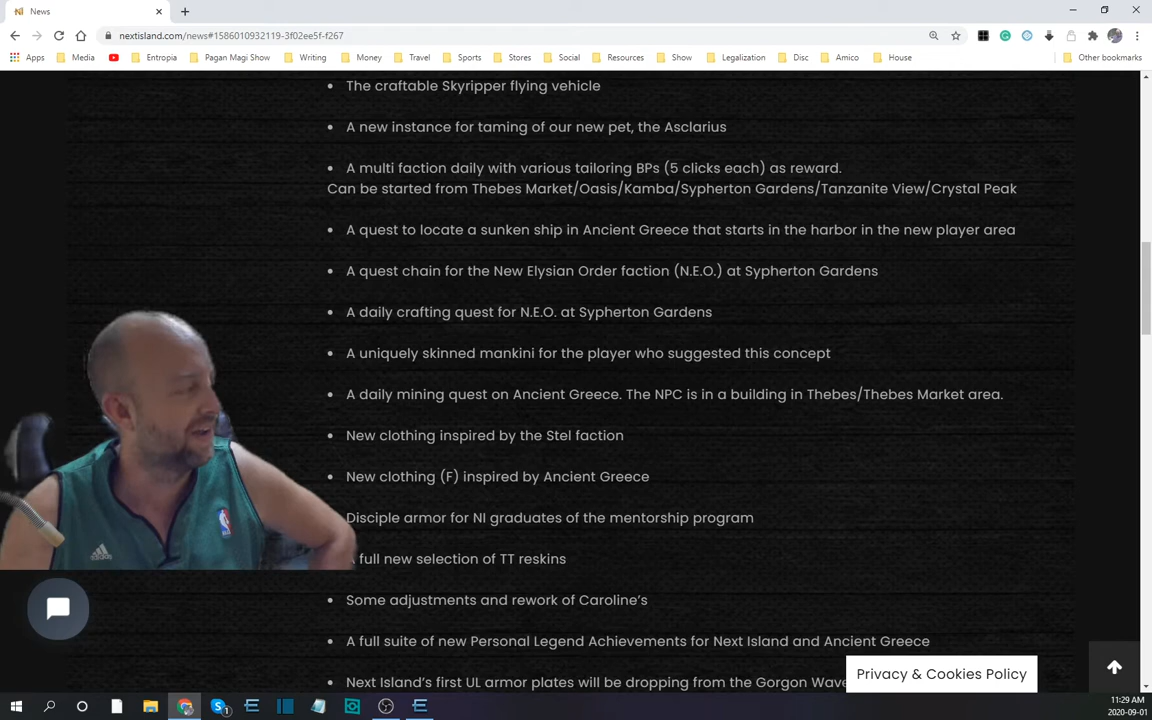 News
nextisland.com/news#1586010932119-3f02ee5f-f267
Apps Media Entropia Pagan Magi Show Writing Money Travel Sports Stores Social Resources Show Legalization Disc Amico House Other bookmarks
• The craftable Skyripper flying vehicle
• A new instance for taming of our new pet, the Asclarius
• A multi faction daily with various tailoring BPs (5 clicks each) as reward.
Can be started from Thebes Market/Oasis/Kamba/Sypherton Gardens/Tanzanite View/Crystal Peak
• A quest to locate a sunken ship in Ancient Greece that starts in the harbor in the new player area
• A quest chain for the New Elysian Order faction (N.E.O.) at Sypherton Gardens
• A daily crafting quest for N.E.O. at Sypherton Gardens
• A uniquely skinned mankini for the player who suggested this concept
• A daily mining quest on Ancient Greece. The NPC is in a building in Thebes/Thebes Market area.
• New clothing inspired by the Stel faction
• New clothing (F) inspired by Ancient Greece
Disciple armor for NI graduates of the mentorship program
full new selection of TT reskins
• Some adjustments and rework of Caroline's
• A full suite of new Personal Legend Achievements for Next Island and Ancient Greece
• Next Island's first UL armor plates will be dropping from the Gorgon Wave
Privacy & Cookies Policy
11:29 AM
2020-09-01